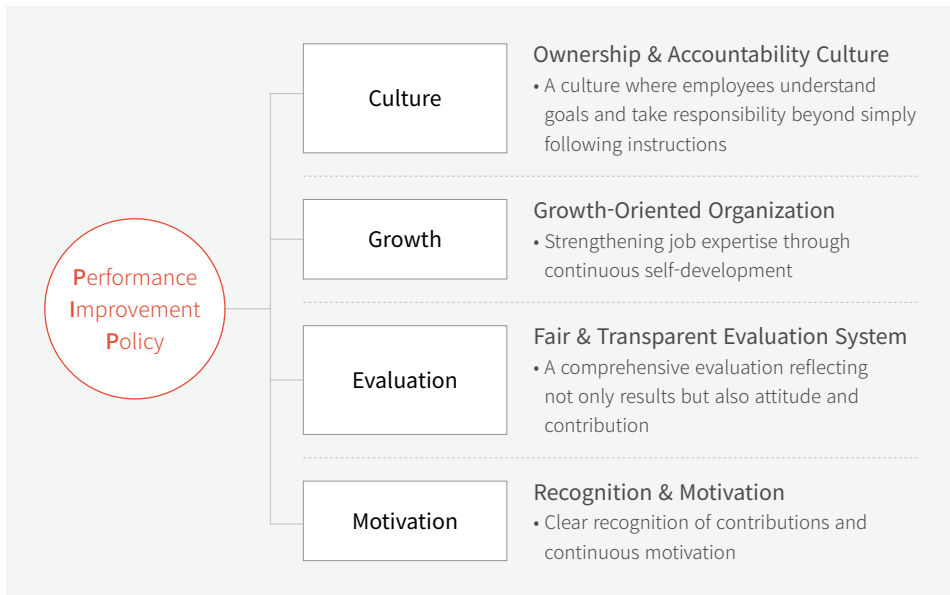 Performance
Improvement
Policy
Culture
Ownership & Accountability Culture
• A culture where employees understand
goals and take responsibility beyond simply
following instructions
Growth
Growth-Oriented Organization
• Strengthening job expertise through
continuous self-development
Evaluation
Fair & Transparent Evaluation System
• A comprehensive evaluation reflecting
not only results but also attitude and
contribution
Motivation
Recognition & Motivation
• Clear recognition of contributions and
continuous motivation